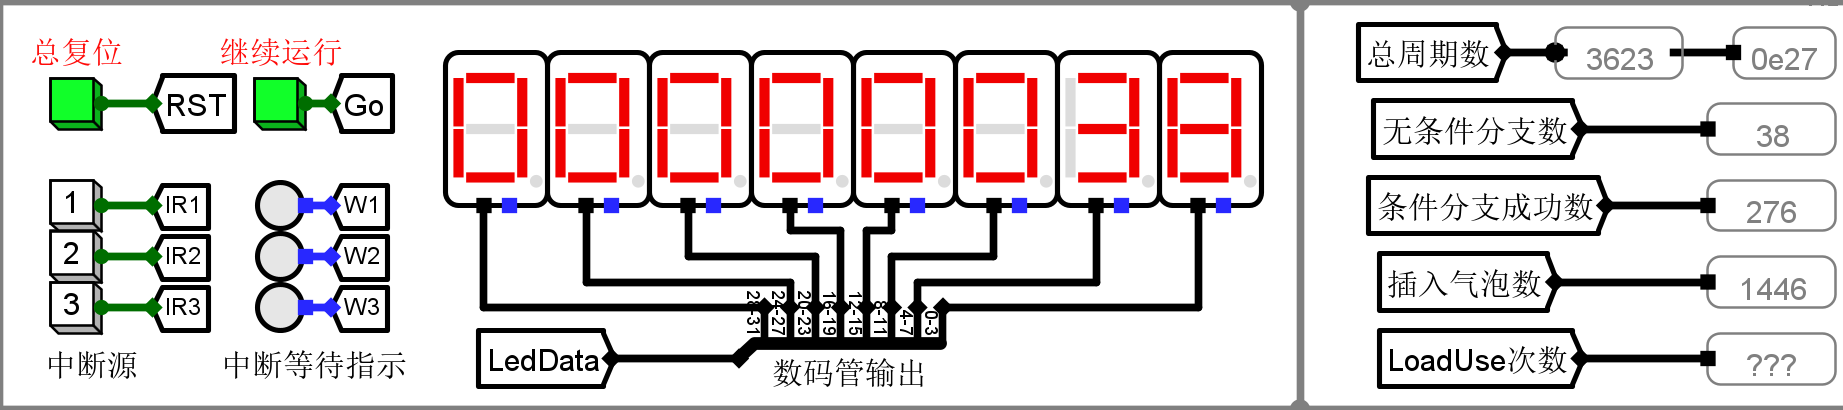 总复位
继续运行
RST
Go
1
IR1
W1
2
IR2
W2
3
IR3
W3
中断源
中断等待指示
00000038
28-31
24-27
20-23
16-19
12-15
8-11
4-7
0-3
LedData
数码管输出
总周期数
3623
0e27
无条件分支数
38
条件分支成功数
276
插入气泡数
1446
LoadUse次数
???